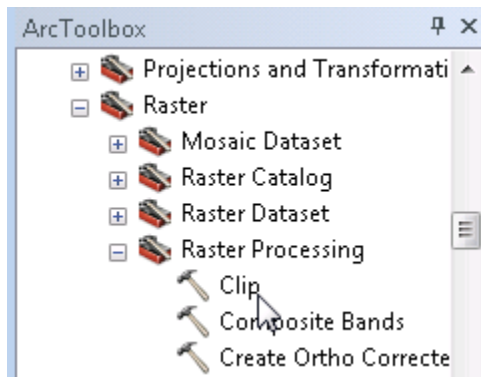 ArcToolbox
Projections and Transformati
Raster
Mosaic Dataset
Raster Catalog
Raster Dataset
Raster Processing
Clip
Composite Bands
Create Ortho Correcte